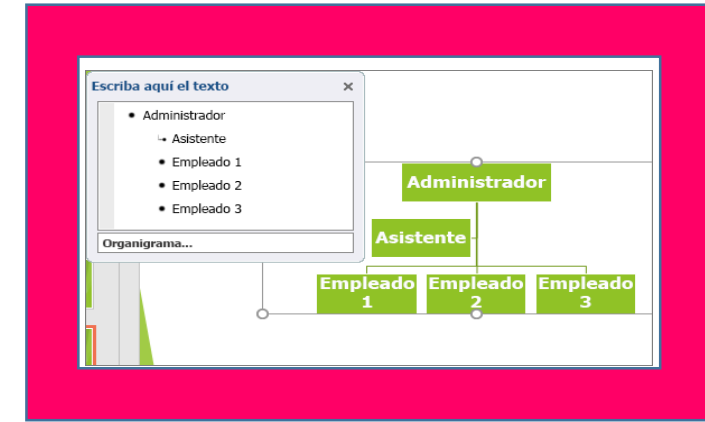 Escriba aquí el texto
Administrador
Asistente
Empleado 1
Empleado 2
Empleado 3
Organigrama...
Administrador
Asistente
Empleado
1
Empleado
2
Empleado
3